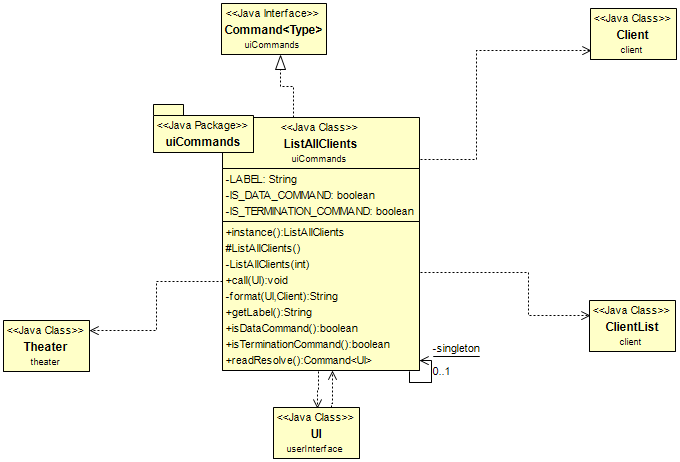 <<Java Interface>>
Command<Type>
uiCommands
<<Java Class>>
Client
client
<<Java Package>>
uiCommands
<<Java Class>>
ListAllClients
uiCommands
-LABEL: String
-IS_DATA_COMMAND: boolean
-IS_TERMINATION_COMMAND: boolean
+instance():ListAllClients
#ListAllClients()
-ListAllClients(int)
+call(UI):void
-format(UI,Client):String
+getLabel():String
+isDataCommand():boolean
+isTerminationCommand():boolean
+readResolve():Command<UI>
<<Java Class>>
Theater
theater
<<Java Class>>
ClientList
client
-singleton
0..1
<<Java Class>>
UI
userInterface